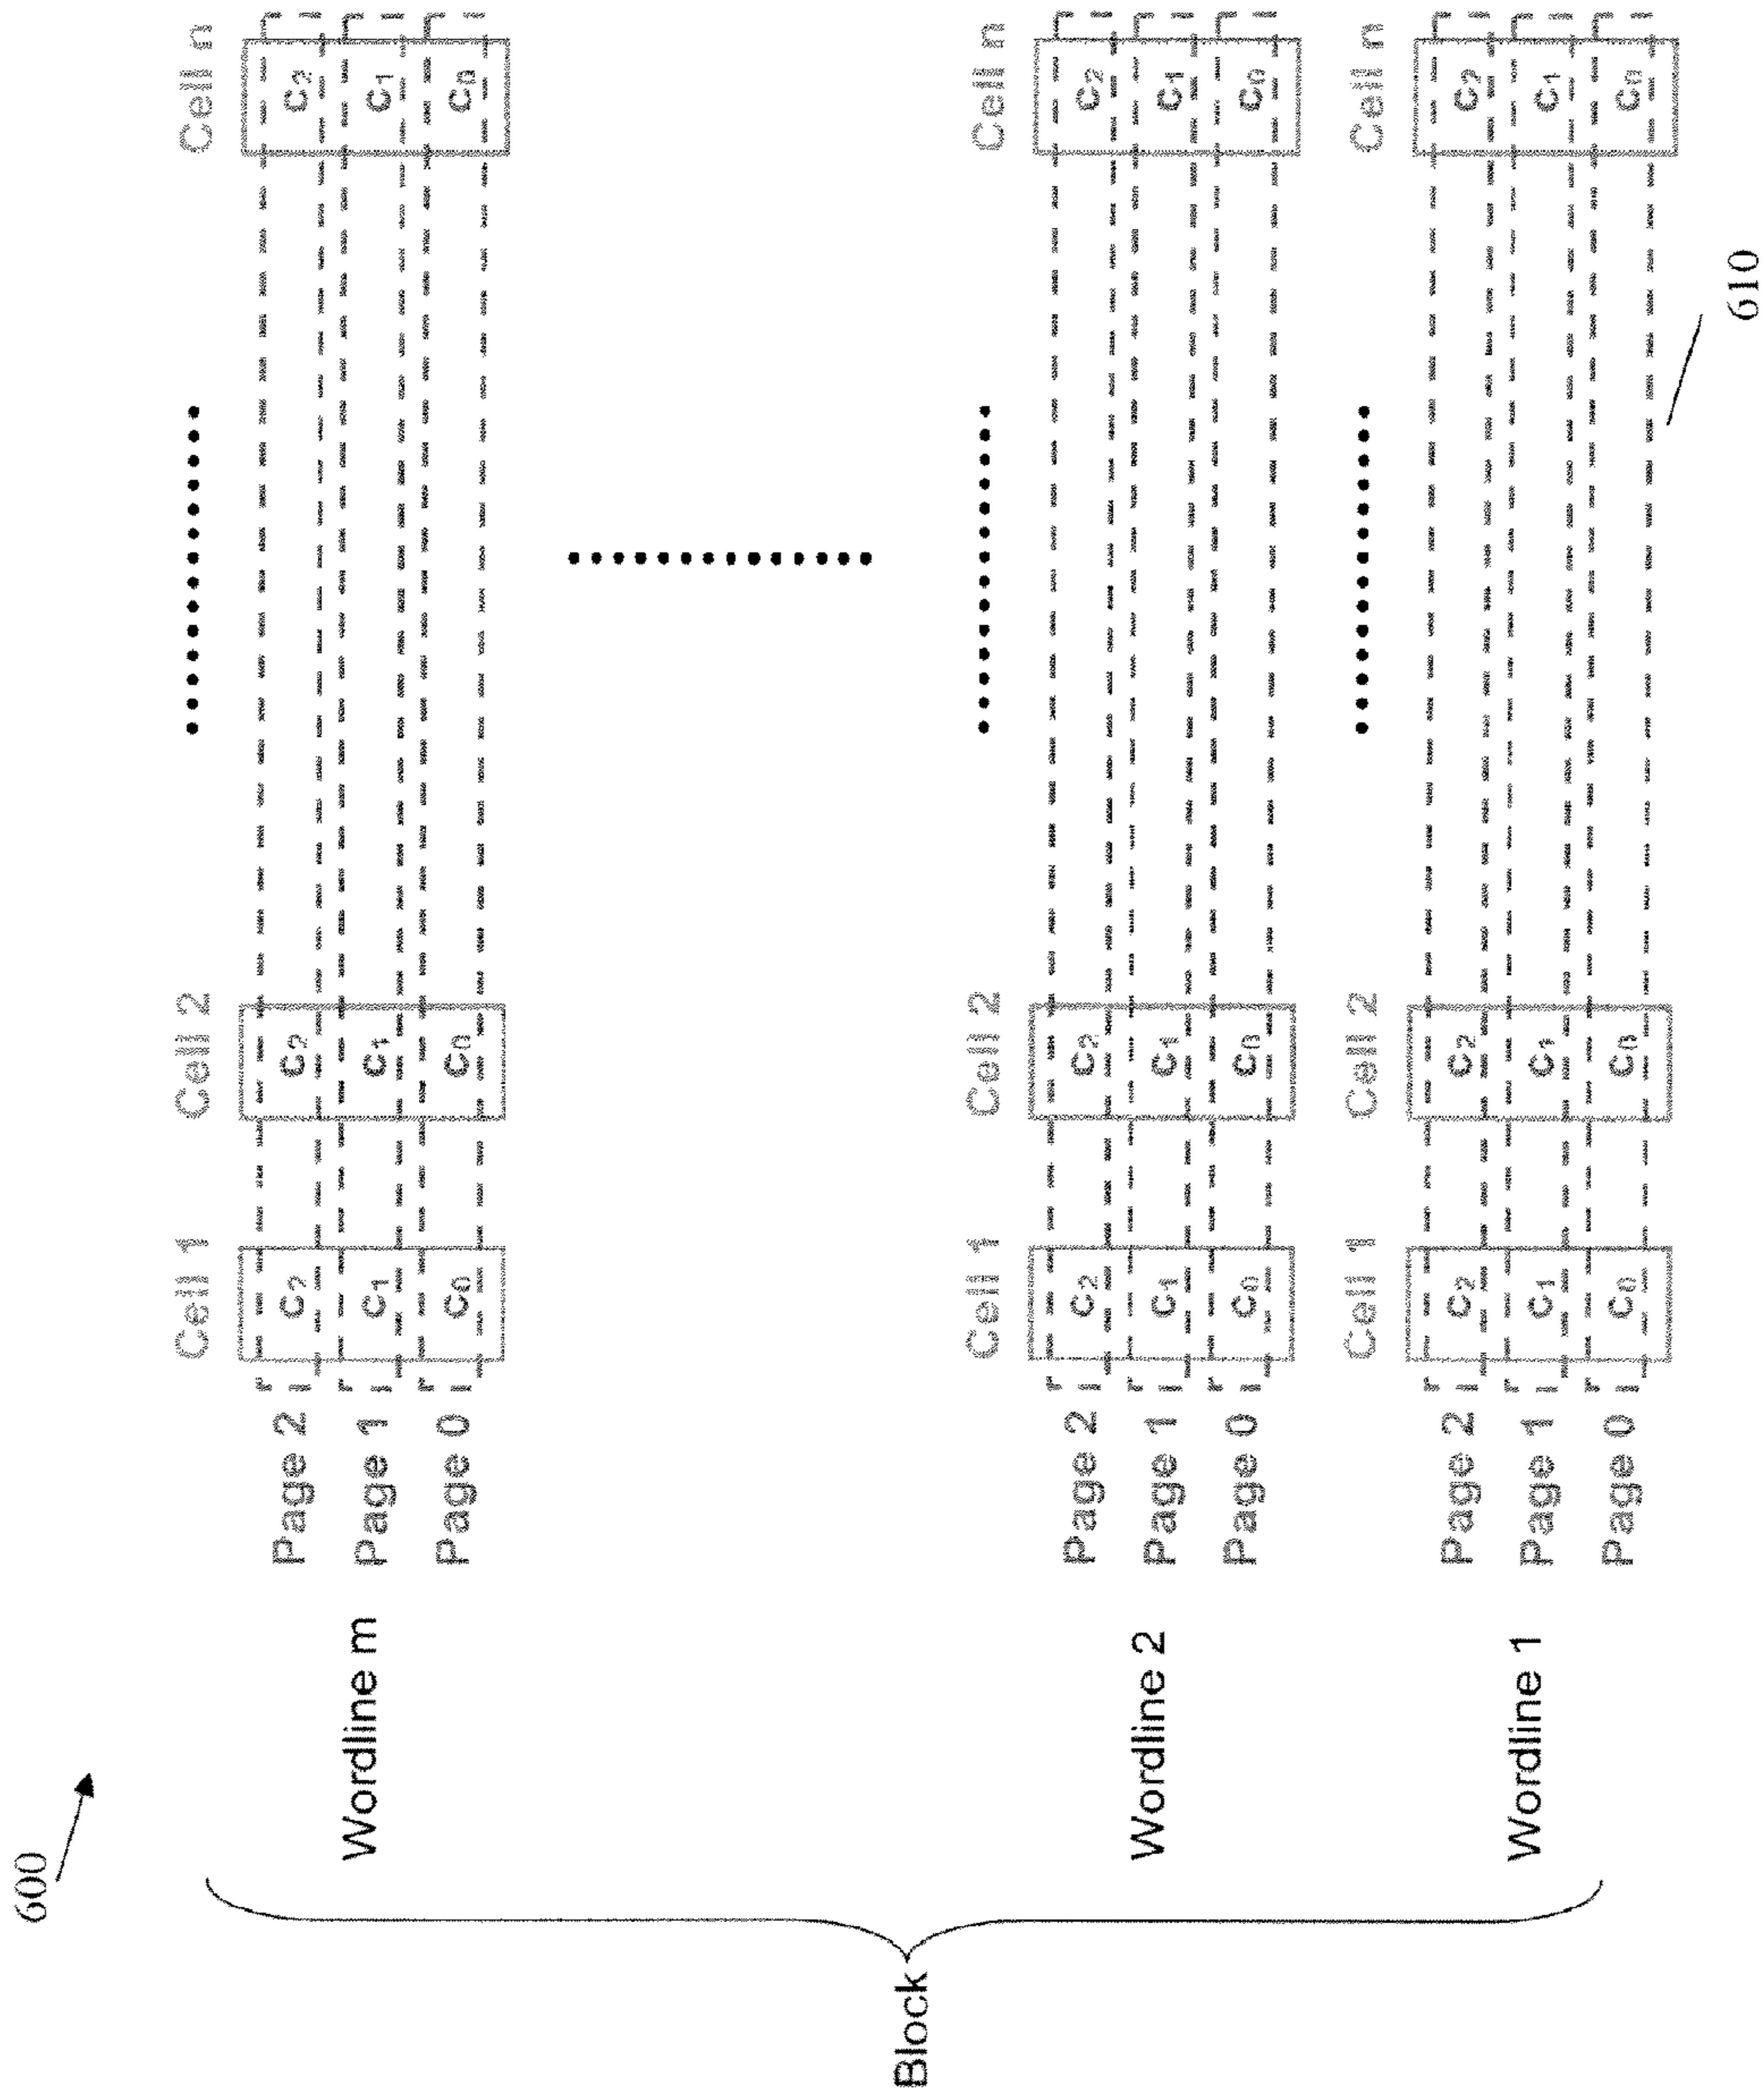 600
Block
Wordline m
Cell 1 Cell 2 Cell n
Page 2 C2 C2 C2
Page 1 C1 C1 C1
Page 0 C0 C0 C0
Wordline 2
Cell 1 Cell 2 Cell n
Page 2 C2 C2 C2
Page 1 C1 C1 C1
Page 0 C0 C0 C0
Wordline 1
Cell 1 Cell 2 Cell n
Page 2 C2 C2 C2
Page 1 C1 C1 C1
Page 0 C0 C0 C0
610